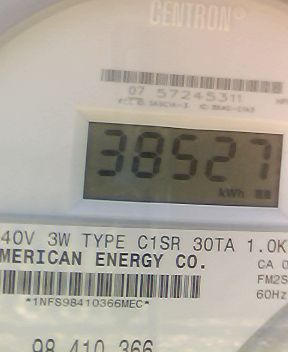 CENTRON®
07 57245311
38527
kWh
40V 3W TYPE C1SR 30TA 1.0K
MERICAN ENERGY CO.
CA 0
FM2S
60Hz
*1NFS98410366MEC*
98 410 366